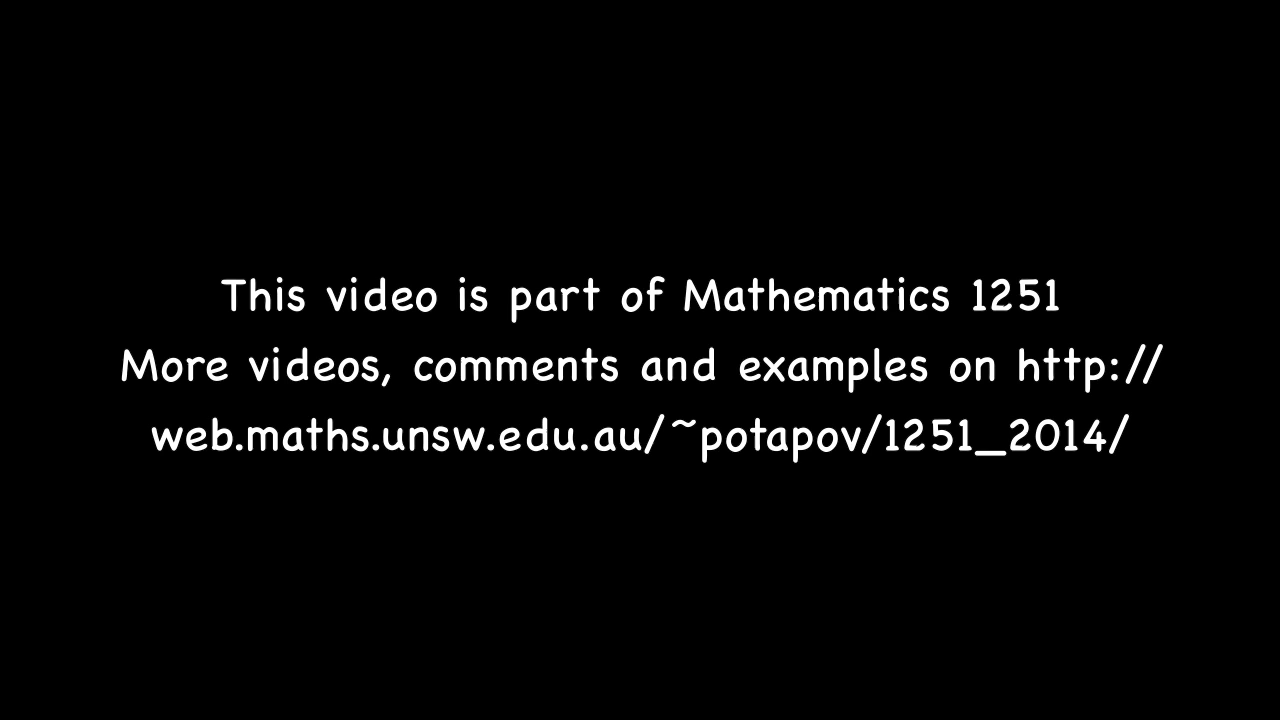 This video is part of Mathematics 1251
More videos, comments and examples on http://
web.maths.unsw.edu.au/~potapov/1251_2014/